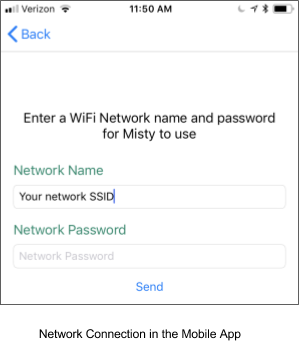 Verizon 11:50 AM
Back
Enter a WiFi Network name and password
for Misty to use
Network Name
Your network SSID
Network Password
Network Password
Send
Network Connection in the Mobile App